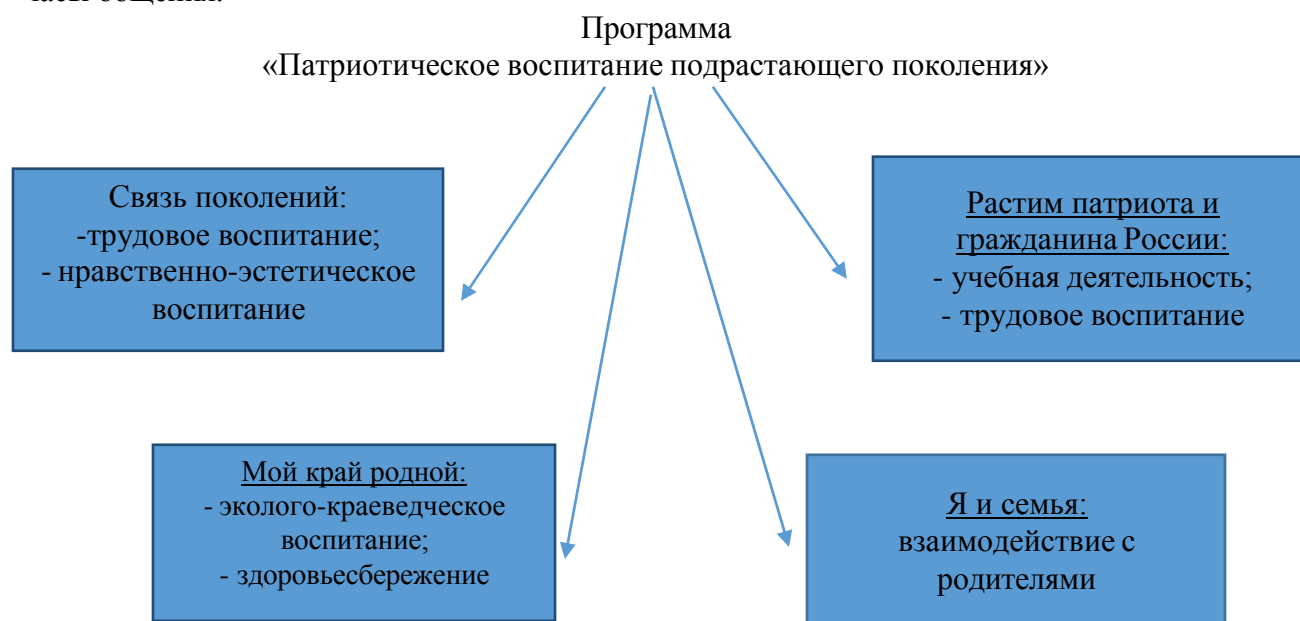 Программа
«Патриотическое воспитание подрастающего поколения»
Связь поколений:
-трудовое воспитание;
- нравственно-эстетическое
воспитание
Растим патриота и
гражданина России:
- учебная деятельность;
- трудовое воспитание
Мой край родной:
- эколого-краеведческое
воспитание;
- здоровьесбережение
Я и семья:
взаимодействие с
родителями